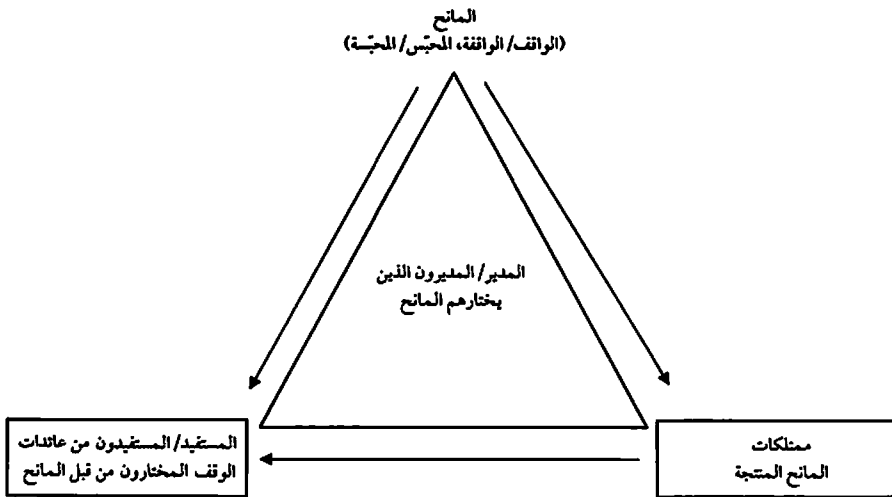 المانح
(الواقف/ الواقفة، المحبّس/ المحبّسة)
المدير/ المديرون الذين
يختارهم المانح
المستفيد/ المستفيدون من عائدات
الوقف المختارون من قبل المانح
ممتلكات
المانح المنتجة